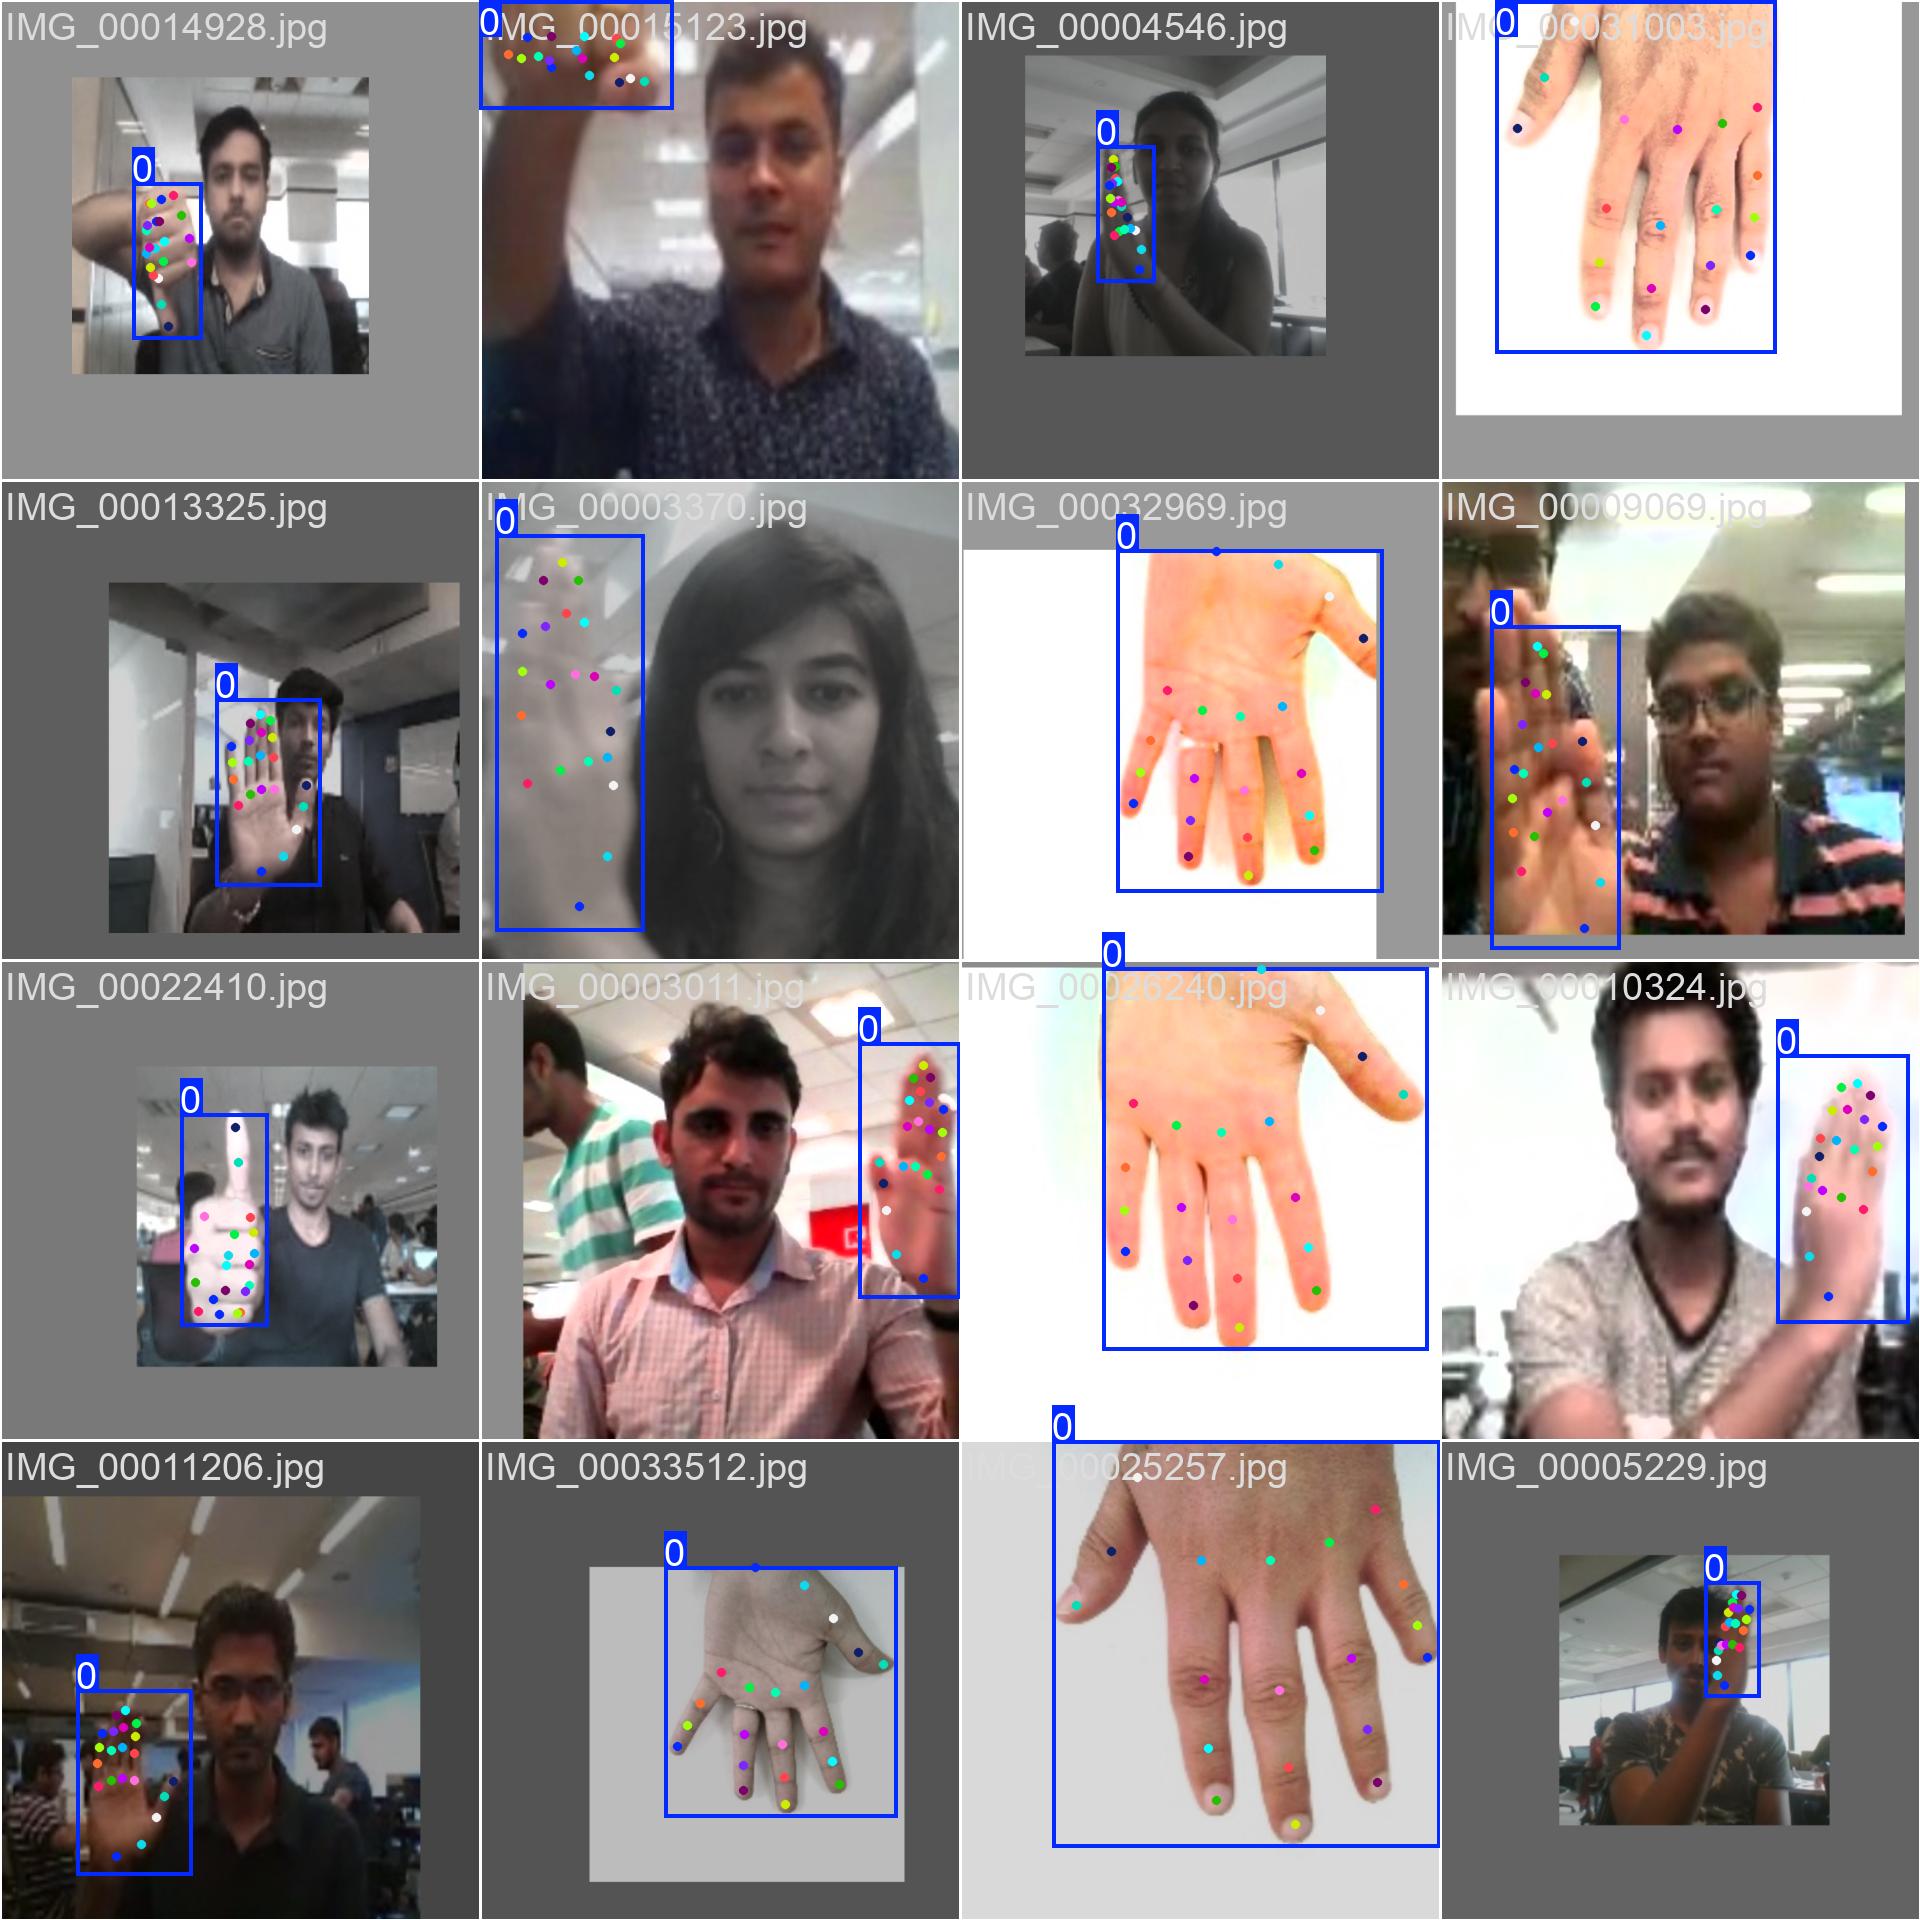 IMG_00014928.jpg
0
IMG_00015123.jpg
0
IMG_00004546.jpg
0
IMG_00031003.jpg
0
IMG_00013325.jpg
0
IMG_00003370.jpg
0
IMG_00032969.jpg
0
IMG_00009069.jpg
0
IMG_00022410.jpg
0
IMG_00003011.jpg
0
IMG_00026240.jpg
0
IMG_00010324.jpg
0
IMG_00011206.jpg
0
IMG_00033512.jpg
0
IMG_00025257.jpg
0
IMG_00005229.jpg
0